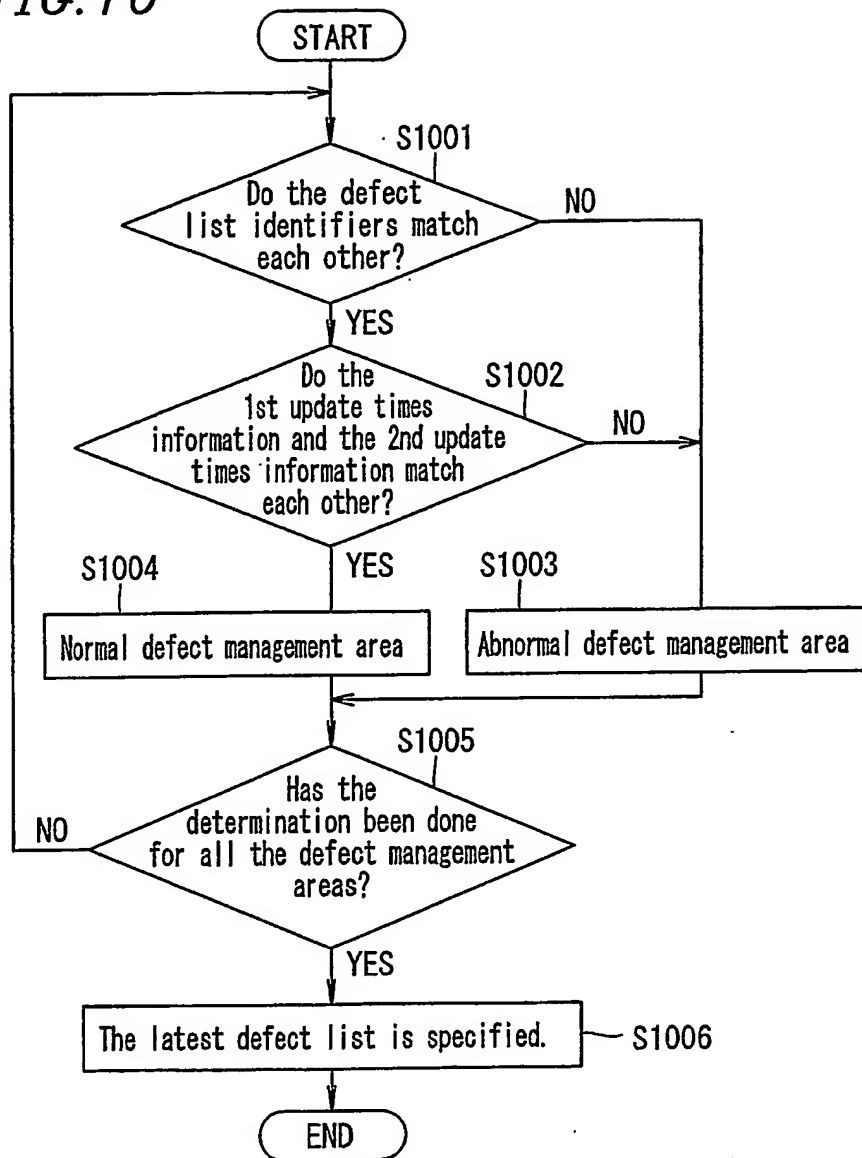 FIG. 10
START
S1001
Do the defect
list identifiers match
each other?
NO
YES
S1002
Do the
1st update times
information and the 2nd update
times information match
each other?
NO
YES
S1004
S1003
Normal defect management area
Abnormal defect management area
S1005
Has the
determination been done
for all the defect management
areas?
NO
YES
The latest defect list is specified.
S1006
END